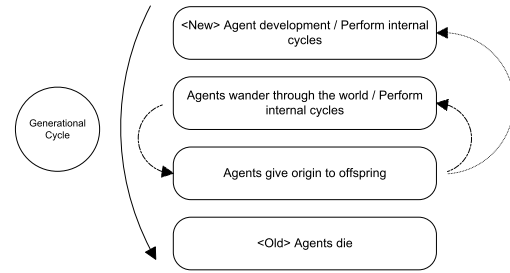 <New> Agent development / Perform internal
cycles
Agents wander through the world / Perform
internal cycles
Generational
Cycle
Agents give origin to offspring
<Old> Agents die